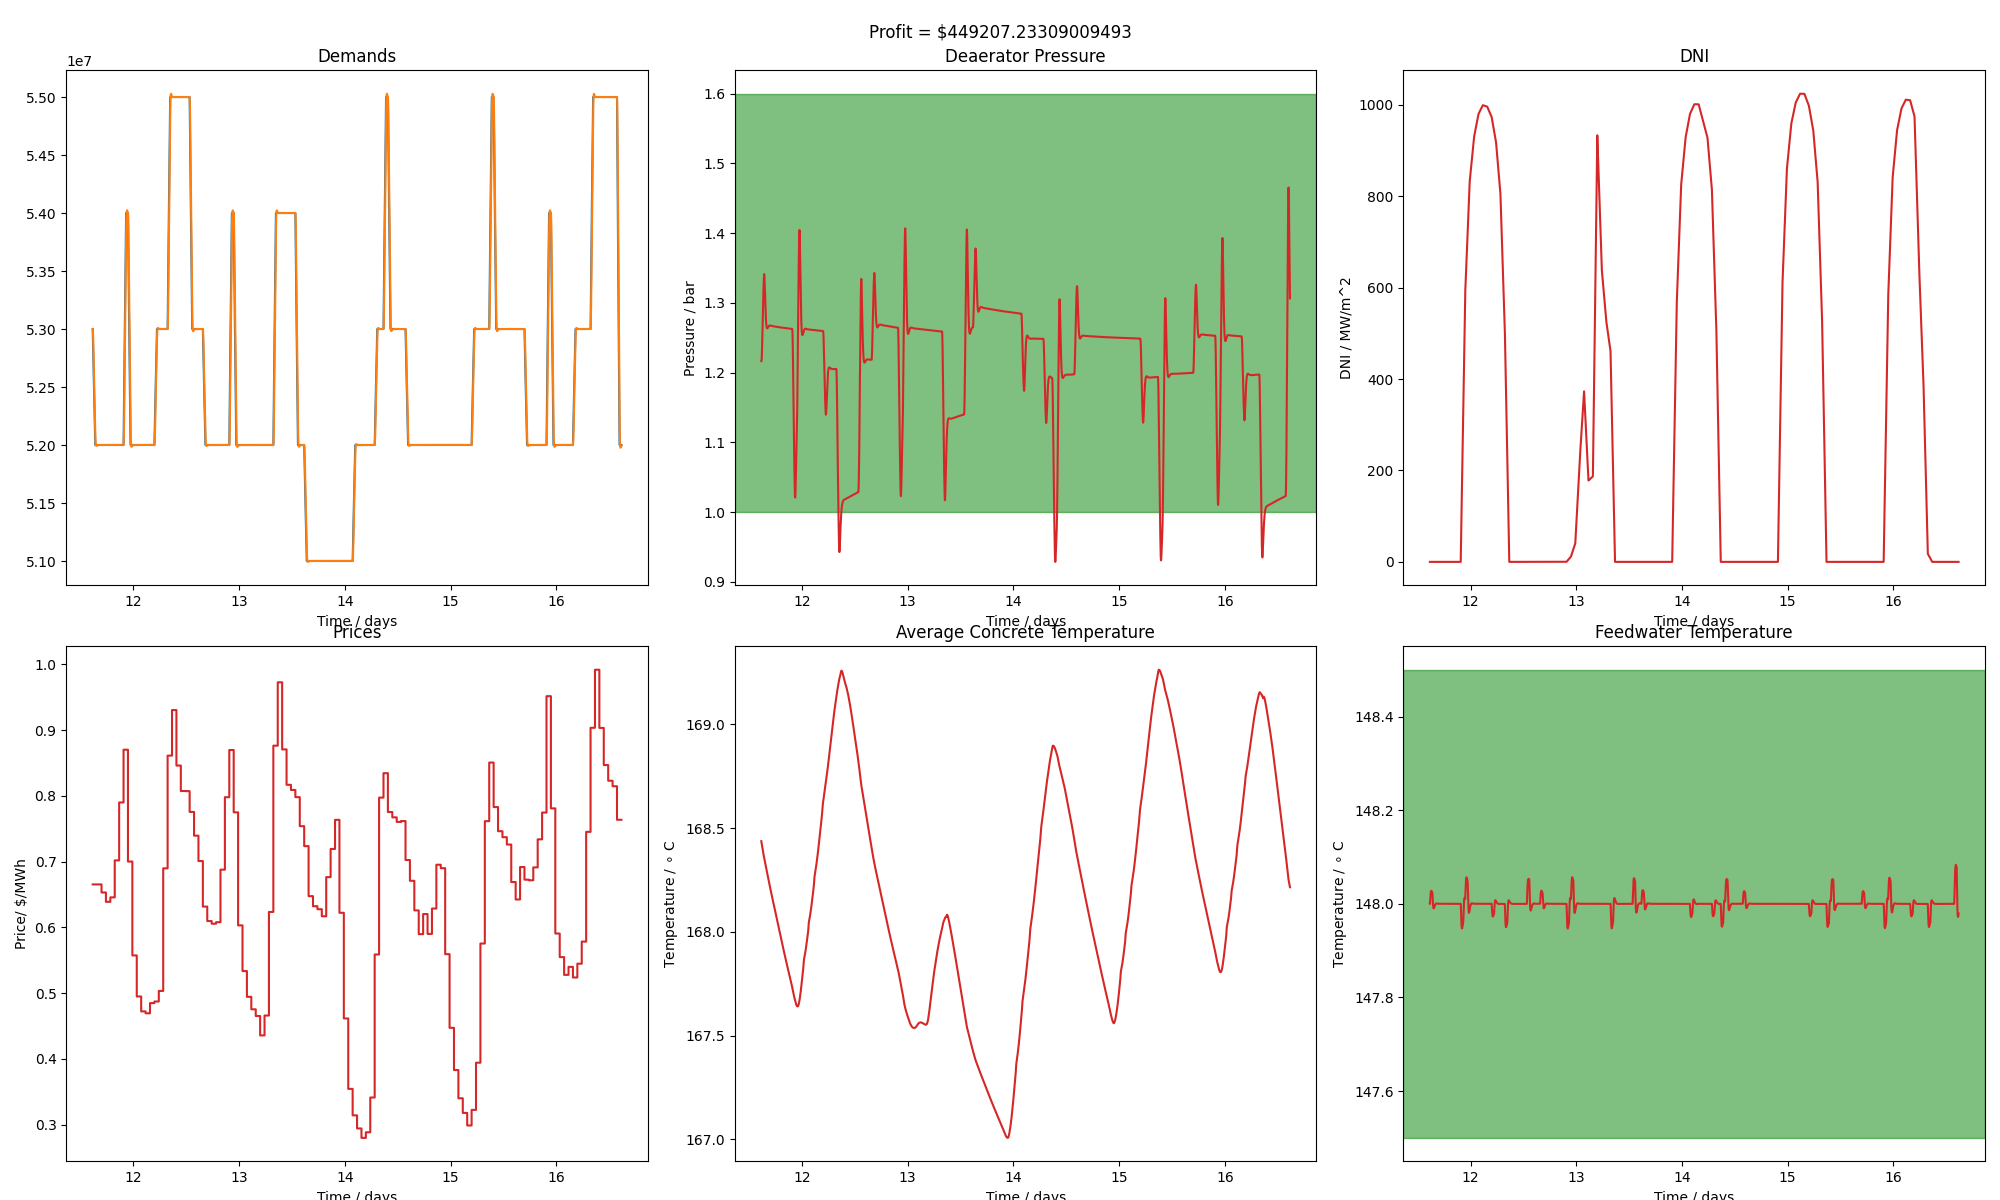 Profit = $449207.23309009493
Demands
1e7
5.50
5.45
5.40
5.35
5.30
5.25
5.20
5.15
5.10
12 13 14 15 16
Time / days
Deaerator Pressure
Pressure / bar
1.6
1.5
1.4
1.3
1.2
1.1
1.0
0.9
12 13 14 15 16
Time / days
DNI
DNI / MW/m^2
1000
800
600
400
200
0
12 13 14 15 16
Time / days
Prices
Price/ $/MWh
1.0
0.9
0.8
0.7
0.6
0.5
0.4
0.3
12 13 14 15 16
Time / days
Average Concrete Temperature
Temperature / ∘ C
169.0
168.5
168.0
167.5
167.0
12 13 14 15 16
Time / days
Feedwater Temperature
Temperature / ∘ C
148.4
148.2
148.0
147.8
147.6
12 13 14 15 16
Time / days